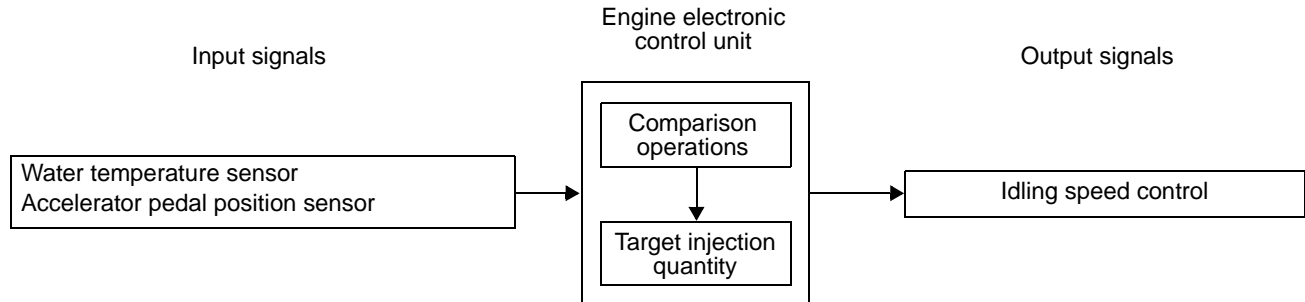 Engine electronic
control unit
Input signals
Output signals
Comparison
operations
Water temperature sensor
Accelerator pedal position sensor
Idling speed control
Target injection
quantity